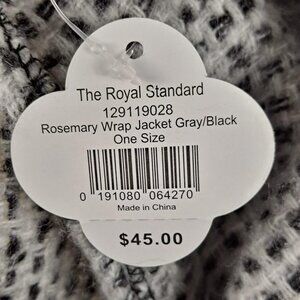 The Royal Standard
129119028
Rosemary Wrap Jacket Gray/Black
One Size
0 191080 064270
Made in China
$45.00